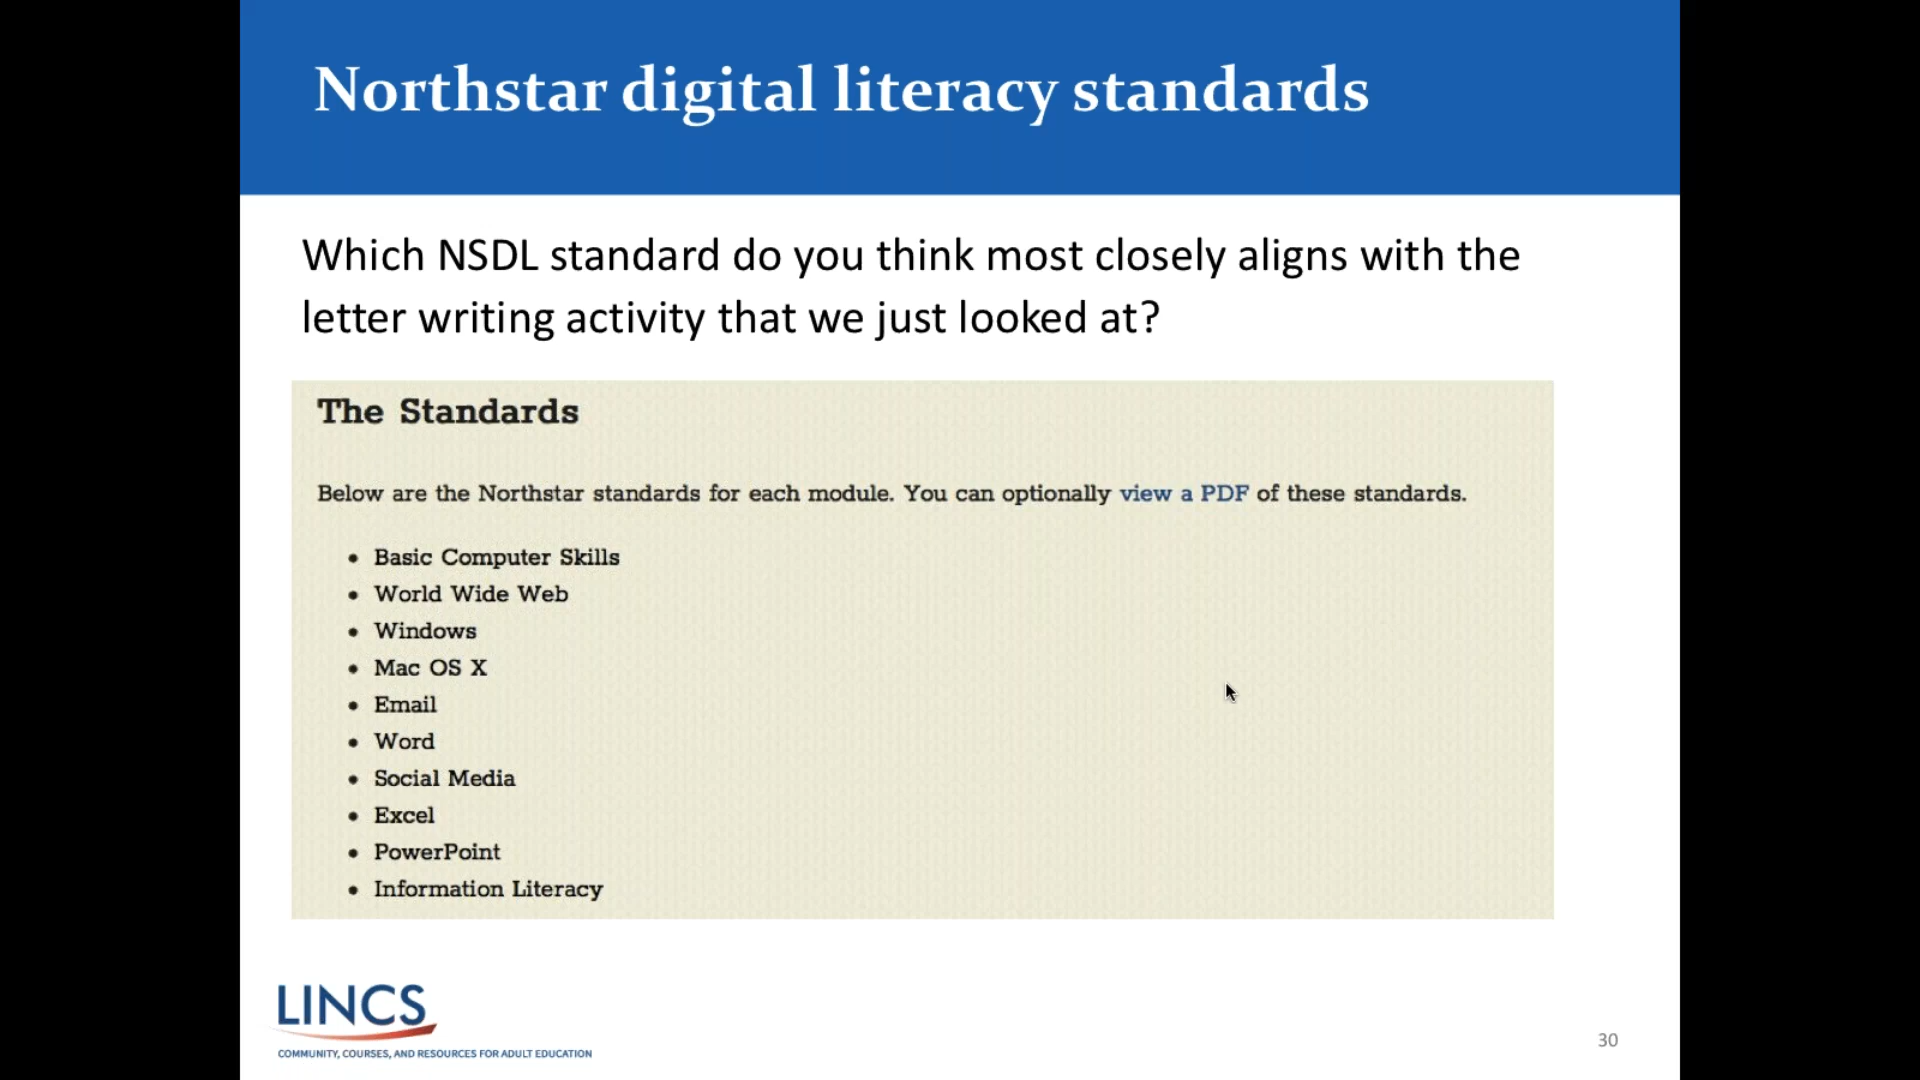 Northstar digital literacy standards
Which NSDL standard do you think most closely aligns with the
letter writing activity that we just looked at?
The Standards
Below are the Northstar standards for each module. You can optionally view a PDF of these standards.
• Basic Computer Skills
• World Wide Web
• Windows
• Mac OS X
• Email
• Word
• Social Media
• Excel
• PowerPoint
• Information Literacy
LINCS
COMMUNITY, COURSES, AND RESOURCES FOR ADULT EDUCATION
30